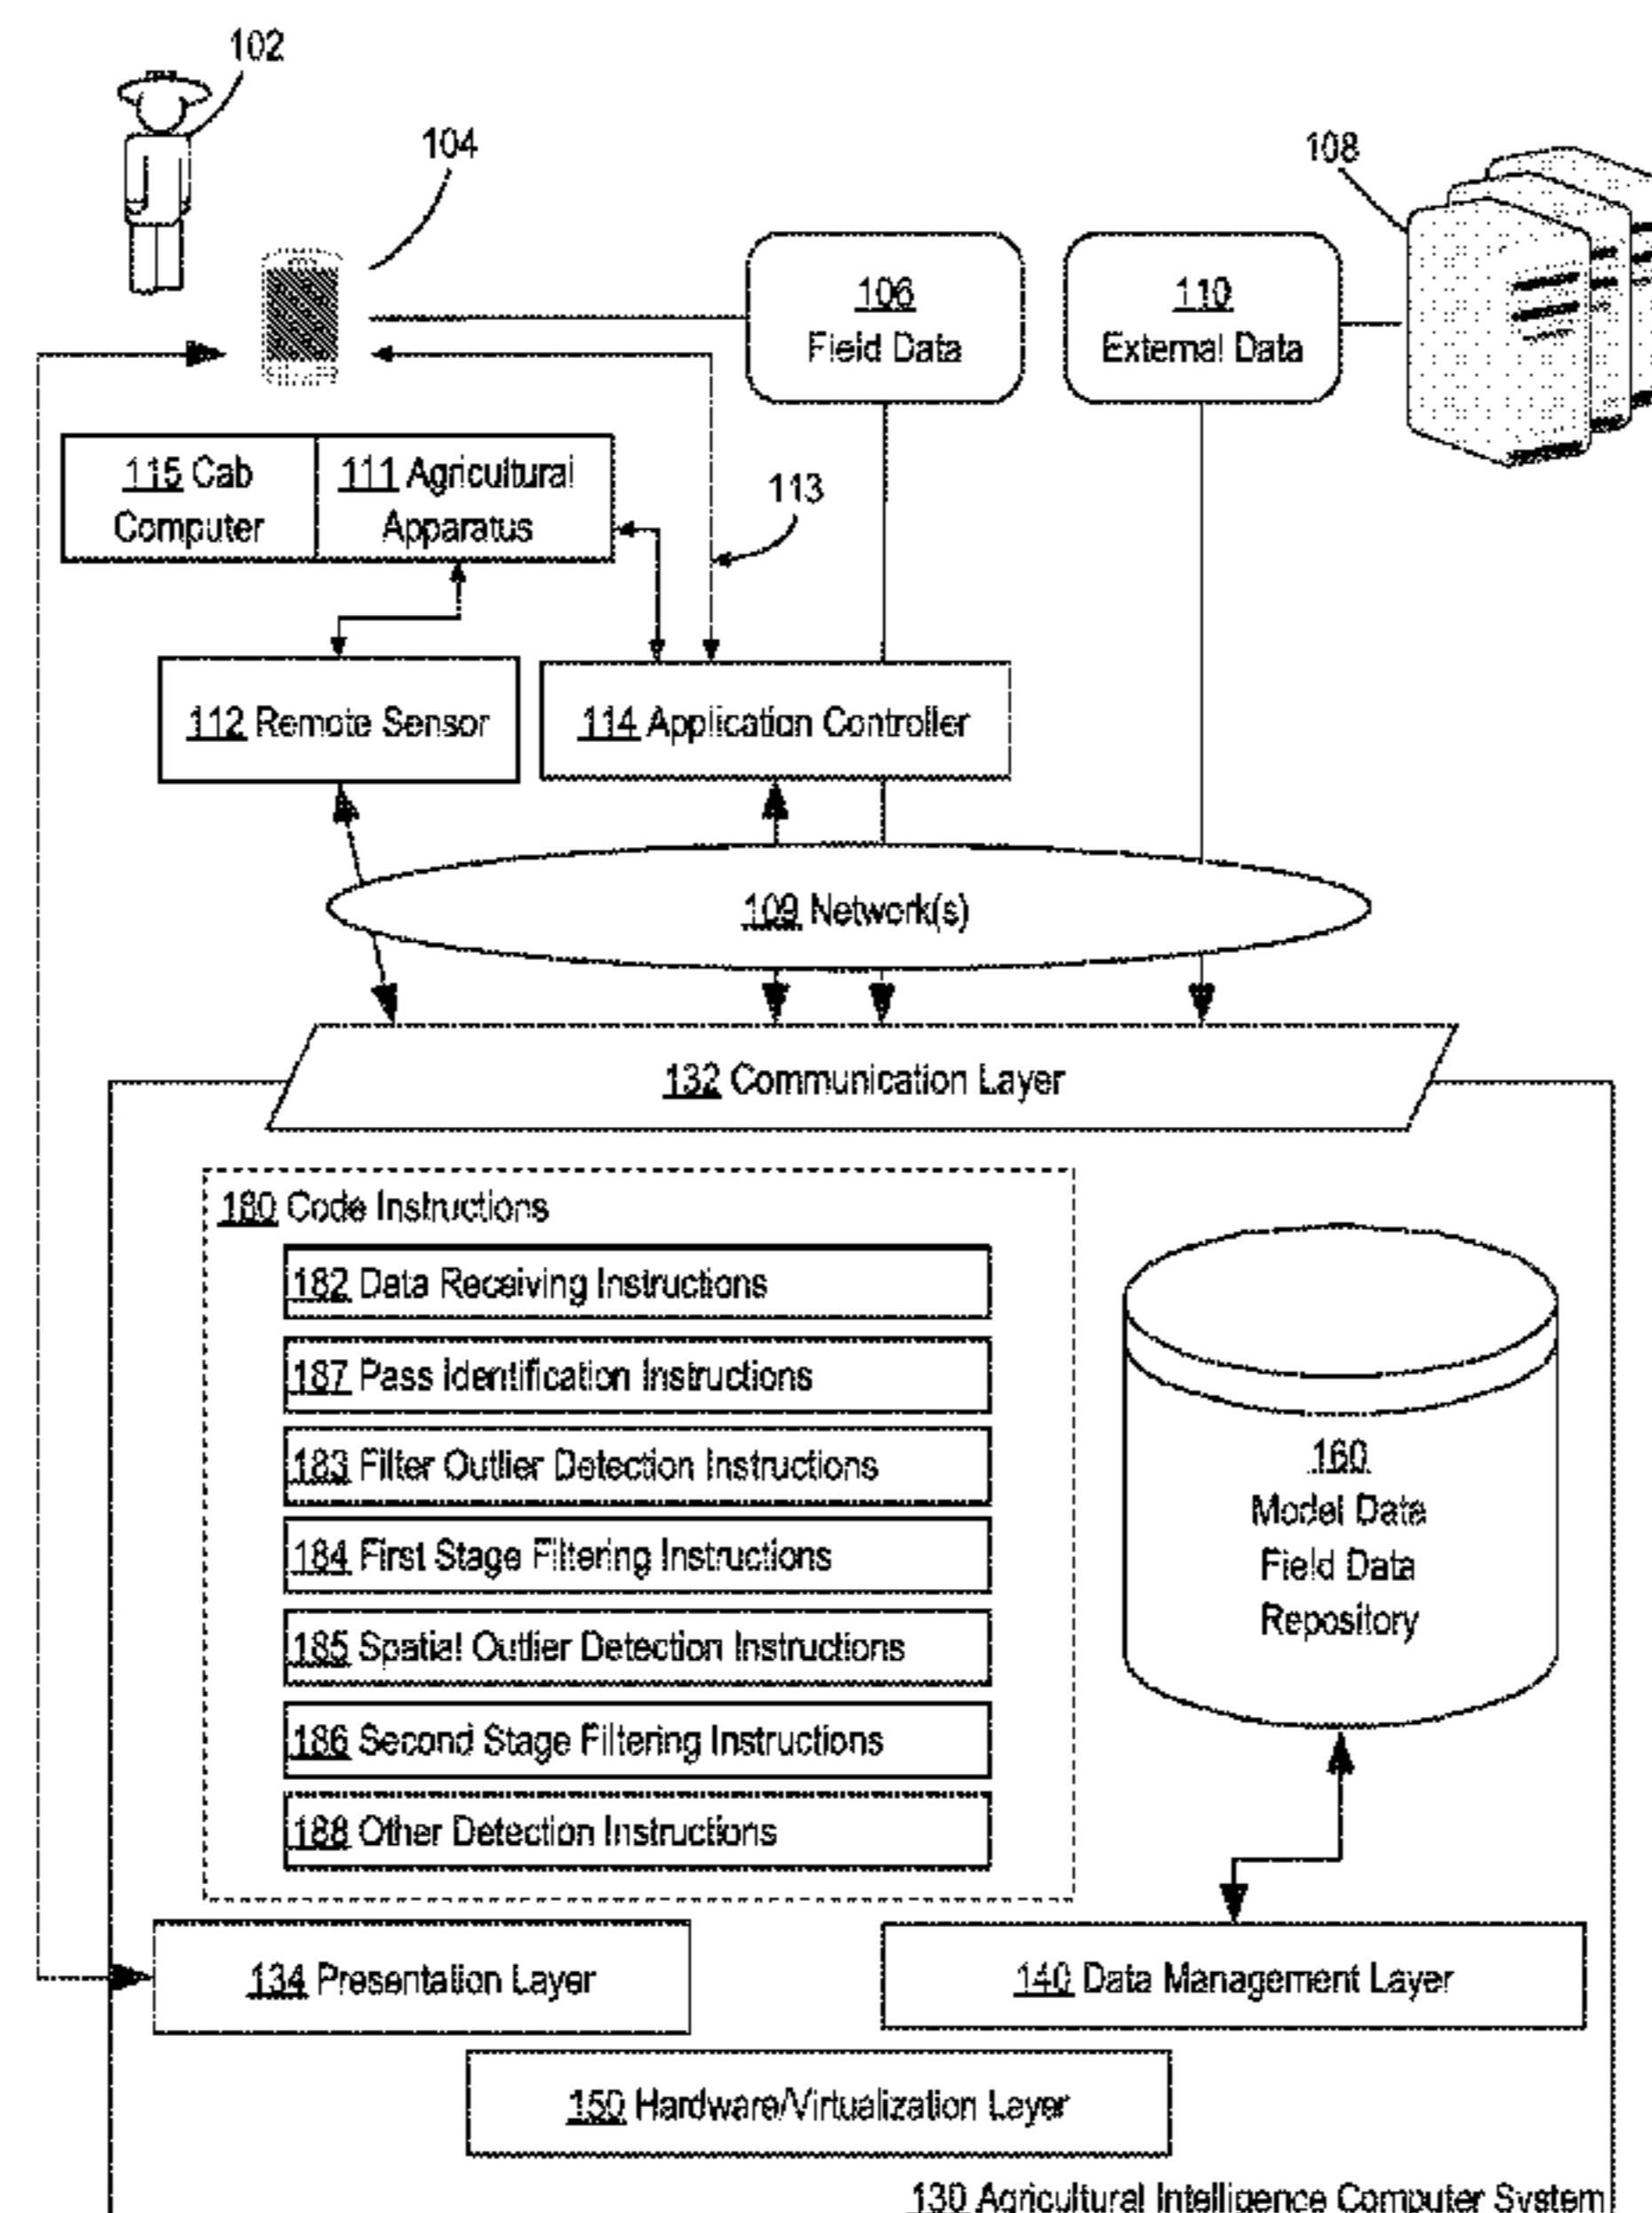 102
104
108
106
Field Data
110
External Data
115 Cab
Computer
111 Agricultural
Apparatus
113
112 Remote Sensor
114 Application Controller
109 Network(s)
132 Communication Layer
180 Code Instructions
182 Data Receiving Instructions
187 Pass Identification Instructions
183 Filter Outlier Detection Instructions
184 First Stage Filtering Instructions
185 Spatial Outlier Detection Instructions
186 Second Stage Filtering Instructions
188 Other Detection Instructions
160
Model Data
Field Data
Repository
134 Presentation Layer
140 Data Management Layer
150 Hardware/Virtualization Layer
130 Agricultural Intelligence Computer System